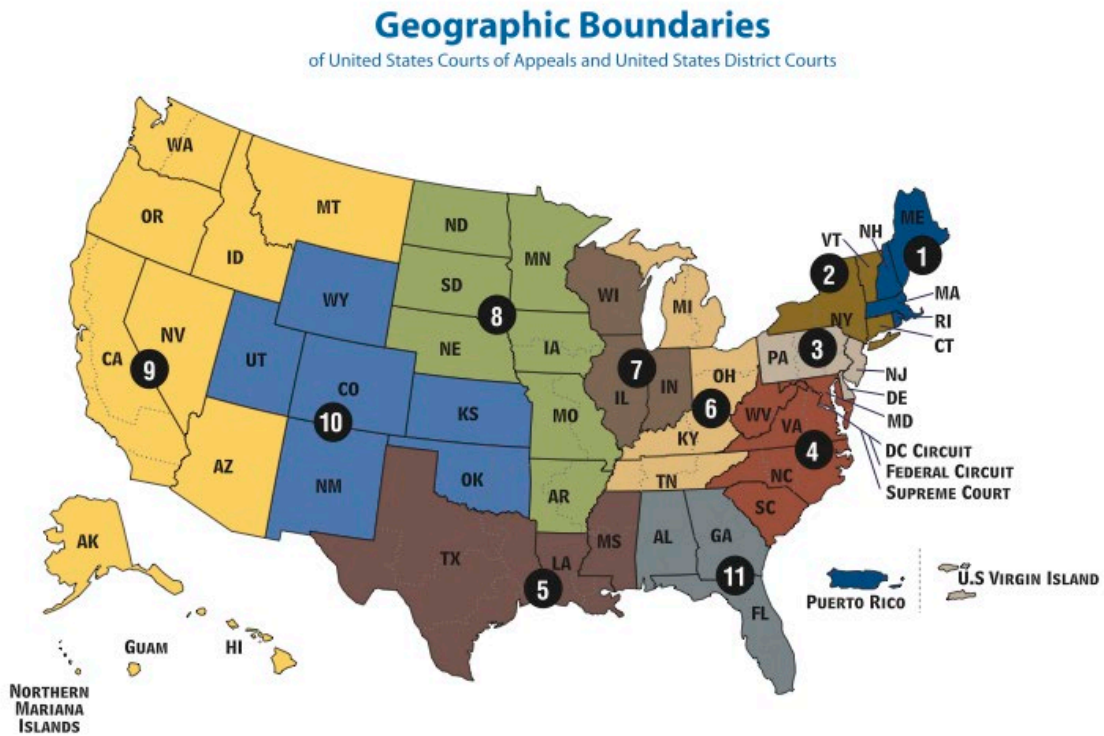 Geographic Boundaries
of United States Courts of Appeals and United States District Courts
WA
OR
ID
MT
WY
NV
CA
UT
CO
AZ
NM
9
10
ND
SD
NE
KS
OK
TX
MN
IA
MO
AR
LA
8
5
WI
IL
IN
7
MI
OH
KY
TN
6
MS
AL
GA
FL
11
VT
NH
ME
1
2
MA
RI
CT
NY
PA
3
NJ
DE
MD
WV
VA
NC
SC
4
DC CIRCUIT
FEDERAL CIRCUIT
SUPREME COURT
AK
HI
GUAM
NORTHERN
MARIANA
ISLANDS
PUERTO RICO
U.S VIRGIN ISLAND